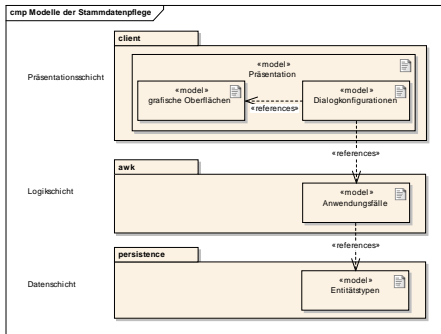 cmp Modelle der Stammdatenpflege
client
Präsentationsschicht
«model»
Präsentation
«model»
grafische Oberflächen
«model»
Dialogkonfigurationen
«references»
«references»
awk
Logikschicht
«model»
Anwendungsfälle
«references»
persistence
Datenschicht
«model»
Entitätstypen